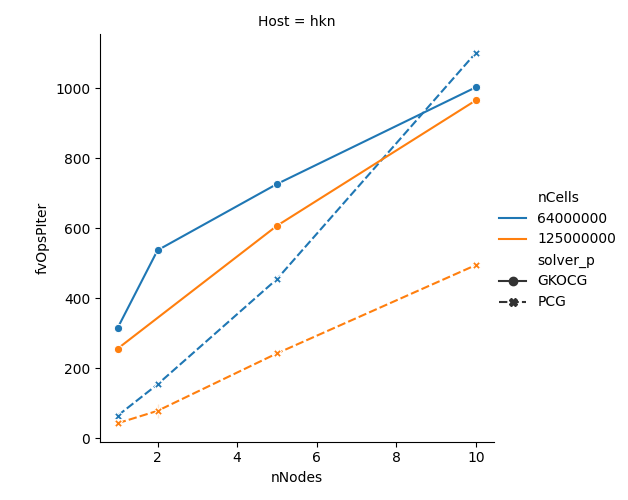 Host = hkn
fvOpsPIter
1000
800
600
400
200
0
2
4
6
8
10
nNodes
nCells
64000000
125000000
solver_p
GKOCG
PCG